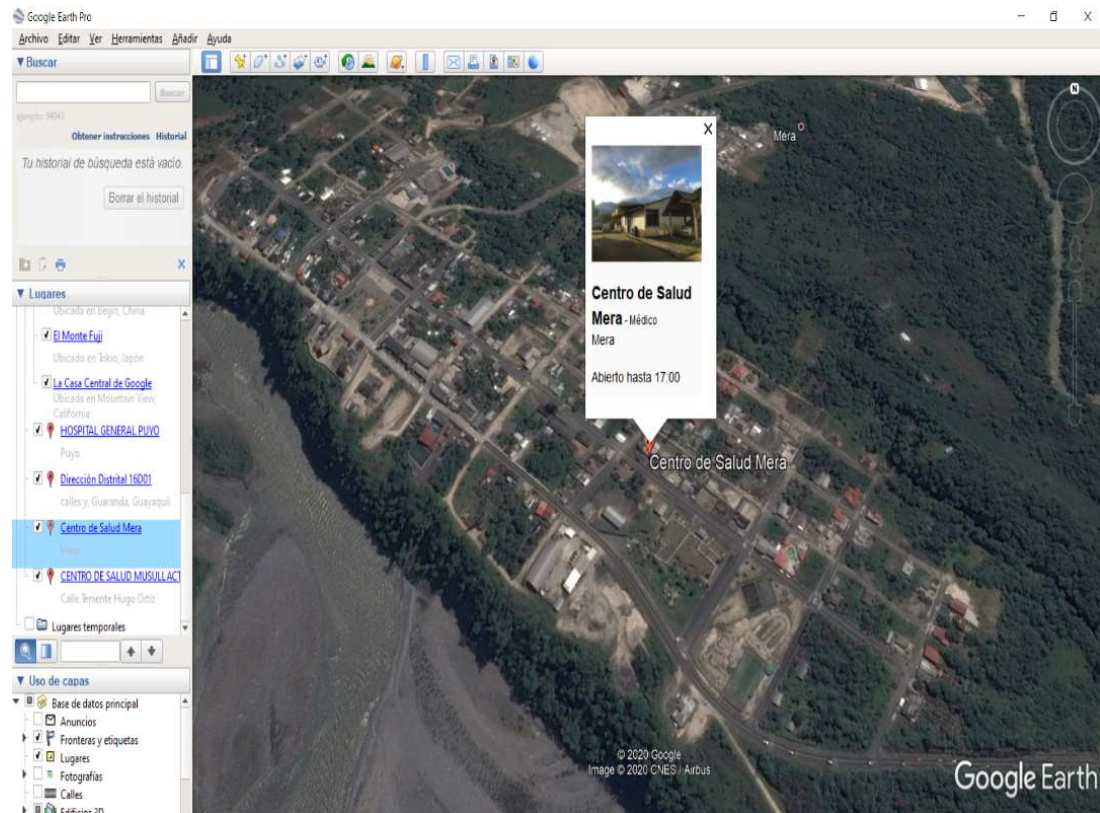 Google Earth Pro
Archivo Editar Ver Herramientas Añadir Ayuda
Buscar
Buscar
ejemplo: 94043
Obtener instrucciones Historial
Tu historial de búsqueda está vacío.
Borrar el historial
Lugares
Ubicada en Beijin, China
El Monte Fuji
Ubicado en Tokio, Japón
La Casa Central de Google
Ubicada en Mountain View,
California
HOSPITAL GENERAL PUYO
Puyo
Dirección Distrital 16D01
calles y, Guaranda, Guayaquil
Centro de Salud Mera
Mera
CENTRO DE SALUD MUSULLACT
Calle Teniente Hugo Ortiz
Lugares temporales
Uso de capas
Base de datos principal
Anuncios
Fronteras y etiquetas
Lugares
Fotografías
Calles
Edificios 3D
N
Mera
X
Centro de Salud
Mera - Médico
Mera
Abierto hasta 17:00
Centro de Salud Mera
© 2020 Google
Image © 2020 CNES / Airbus
Google Earth